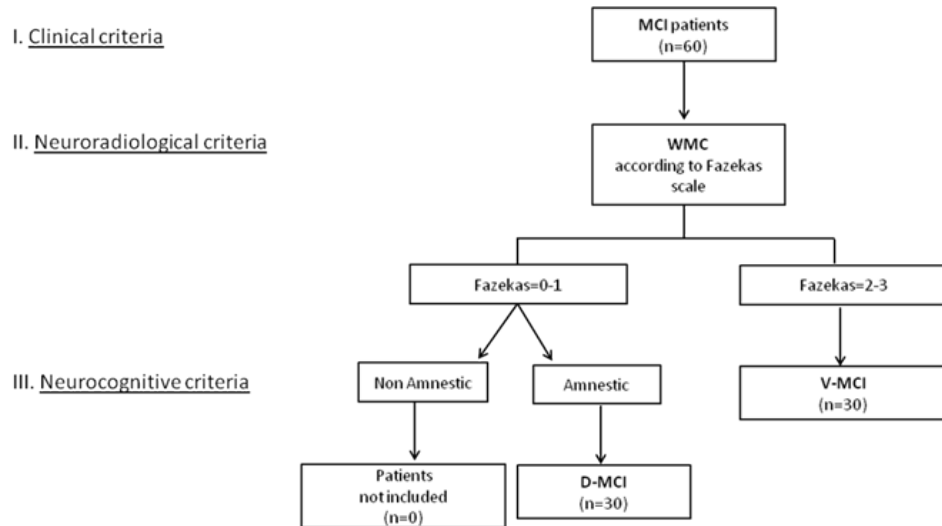 I. Clinical criteria
MCI patients
(n=60)
II. Neuroradiological criteria
WMC
according to Fazekas
scale
Fazekas=0-1
Fazekas=2-3
III. Neurocognitive criteria
Non Amnestic
Amnestic
V-MCI
(n=30)
Patients
not included
(n=0)
D-MCI
(n=30)